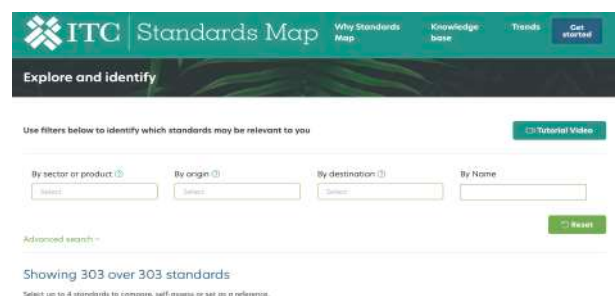 ITC Standards Map
Why Standards Map
Knowledge base
Trends
Get started
Explore and identify
Use filters below to identify which standards may be relevant to you
Tutorial Video
By sector or product
By origin
By destination
By Name
Select
Select
Select
Reset
Advanced search
Showing 303 over 303 standards
Select up to 4 standards to compare, self-assess or set as a reference.